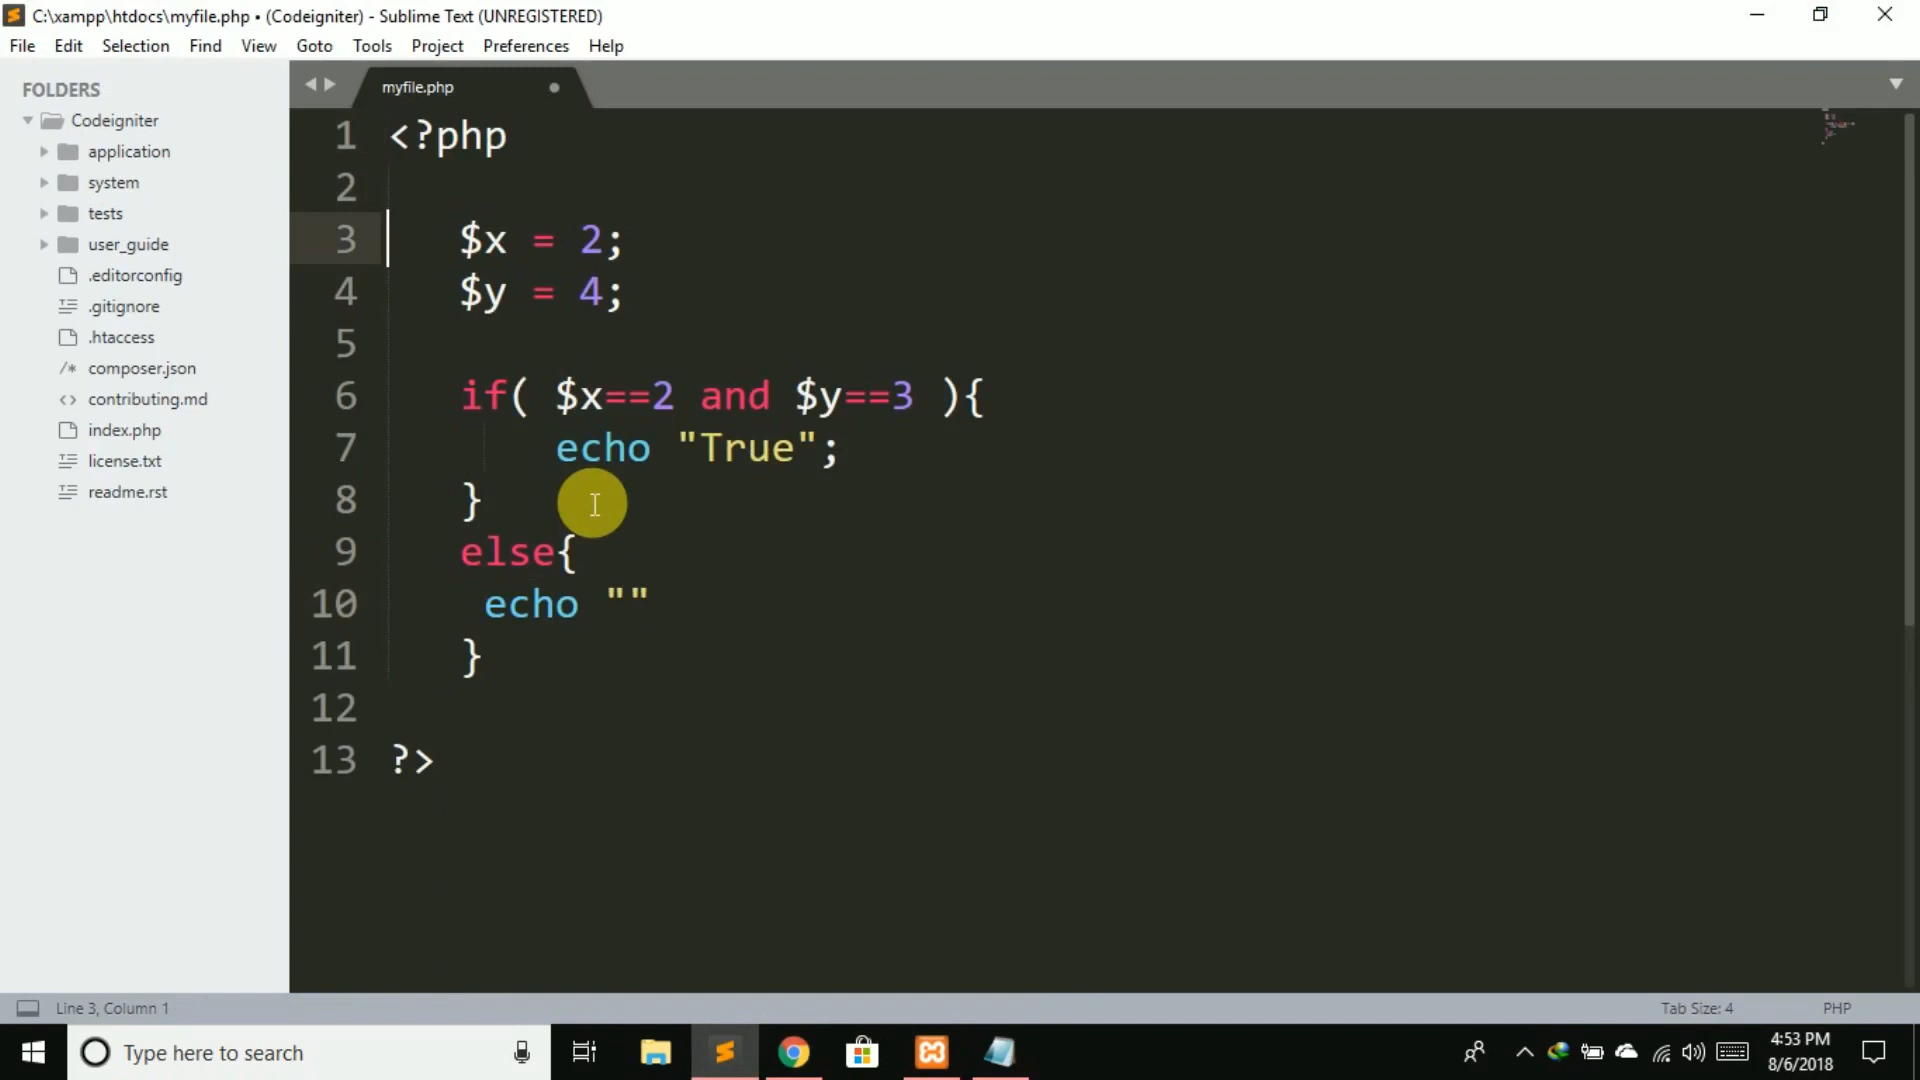 C:\xampp\htdocs\myfile.php • (Codeigniter) - Sublime Text (UNREGISTERED)
File Edit Selection Find View Goto Tools Project Preferences Help
FOLDERS
Codeigniter
application
system
tests
user_guide
.editorconfig
.gitignore
.htaccess
/* composer.json
<> contributing.md
index.php
license.txt
readme.rst
myfile.php
1 <?php
2
3 $x = 2;
4 $y = 4;
5
6 if( $x==2 and $y==3 ){
7 echo "True";
8 }
9 else{
10 echo ""
11 }
12
13 ?>
Line 3, Column 1
Tab Size: 4
PHP
Type here to search
4:53 PM
8/6/2018